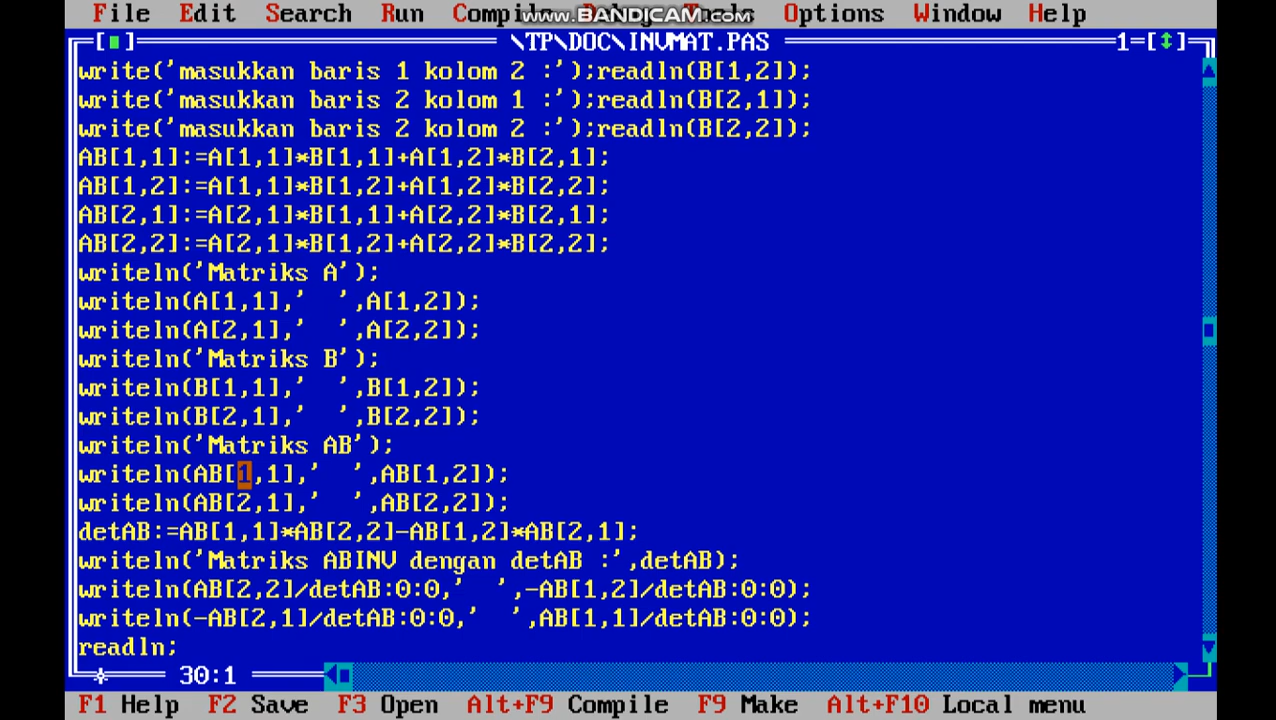 File Edit Search Run Compile Debug Tools Options Window Help
www.BANDICAM.com
[■] \TP\DOC\INVMAT.PAS 1=[↕]
write('masukkan baris 1 kolom 2 :');readln(B[1,2]);
write('masukkan baris 2 kolom 1 :');readln(B[2,1]);
write('masukkan baris 2 kolom 2 :');readln(B[2,2]);
AB[1,1]:=A[1,1]*B[1,1]+A[1,2]*B[2,1];
AB[1,2]:=A[1,1]*B[1,2]+A[1,2]*B[2,2];
AB[2,1]:=A[2,1]*B[1,1]+A[2,2]*B[2,1];
AB[2,2]:=A[2,1]*B[1,2]+A[2,2]*B[2,2];
writeln('Matriks A');
writeln(A[1,1],'  ',A[1,2]);
writeln(A[2,1],'  ',A[2,2]);
writeln('Matriks B');
writeln(B[1,1],'  ',B[1,2]);
writeln(B[2,1],'  ',B[2,2]);
writeln('Matriks AB');
writeln(AB[1,1],'  ',AB[1,2]);
writeln(AB[2,1],'  ',AB[2,2]);
detAB:=AB[1,1]*AB[2,2]-AB[1,2]*AB[2,1];
writeln('Matriks ABINV dengan detAB :',detAB);
writeln(AB[2,2]/detAB:0:0,'  ',-AB[1,2]/detAB:0:0);
writeln(-AB[2,1]/detAB:0:0,'  ',AB[1,1]/detAB:0:0);
readln;
30:1
F1 Help F2 Save F3 Open Alt+F9 Compile F9 Make Alt+F10 Local menu